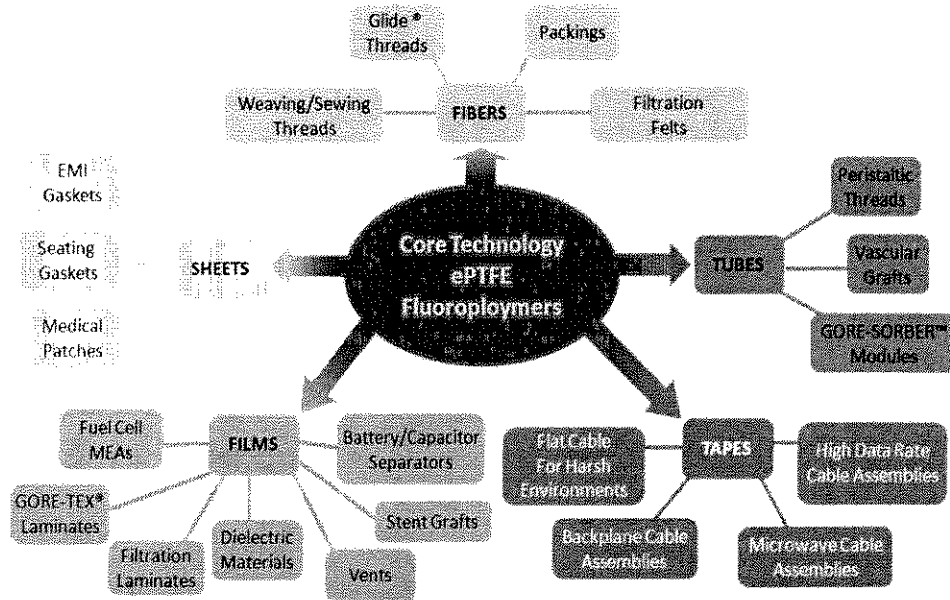 Glide ®
Threads
Packings
Weaving/Sewing
Threads
FIBERS
Filtration
Felts
EMI
Gaskets
Seating
Gaskets
Medical
Patches
SHEETS
Core Technology
ePTFE
Fluoroploymers
TUBES
Peristaltic
Threads
Vascular
Grafts
GORE-SORBER™
Modules
Fuel Cell
MEAs
FILMS
Battery/Capacitor
Separators
GORE-TEX®
Laminates
Filtration
Laminates
Dielectric
Materials
Vents
Stent Grafts
Flat Cable
For Harsh
Environments
TAPES
High Data Rate
Cable Assemblies
Backplane Cable
Assemblies
Microwave Cable
Assemblies